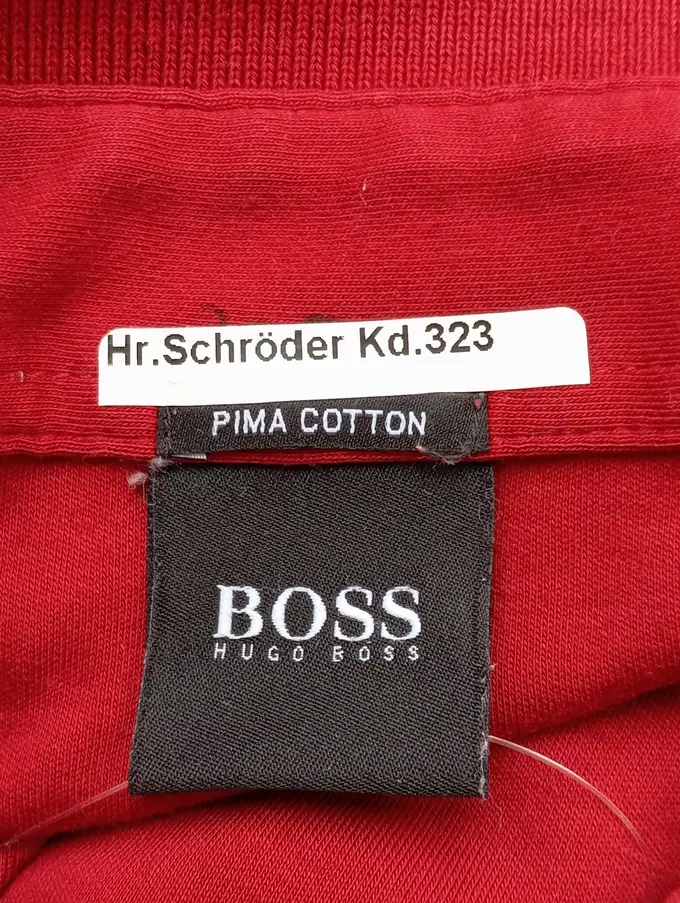 Hr.Schröder Kd.323
PIMA COTTON
BOSS
HUGO BOSS